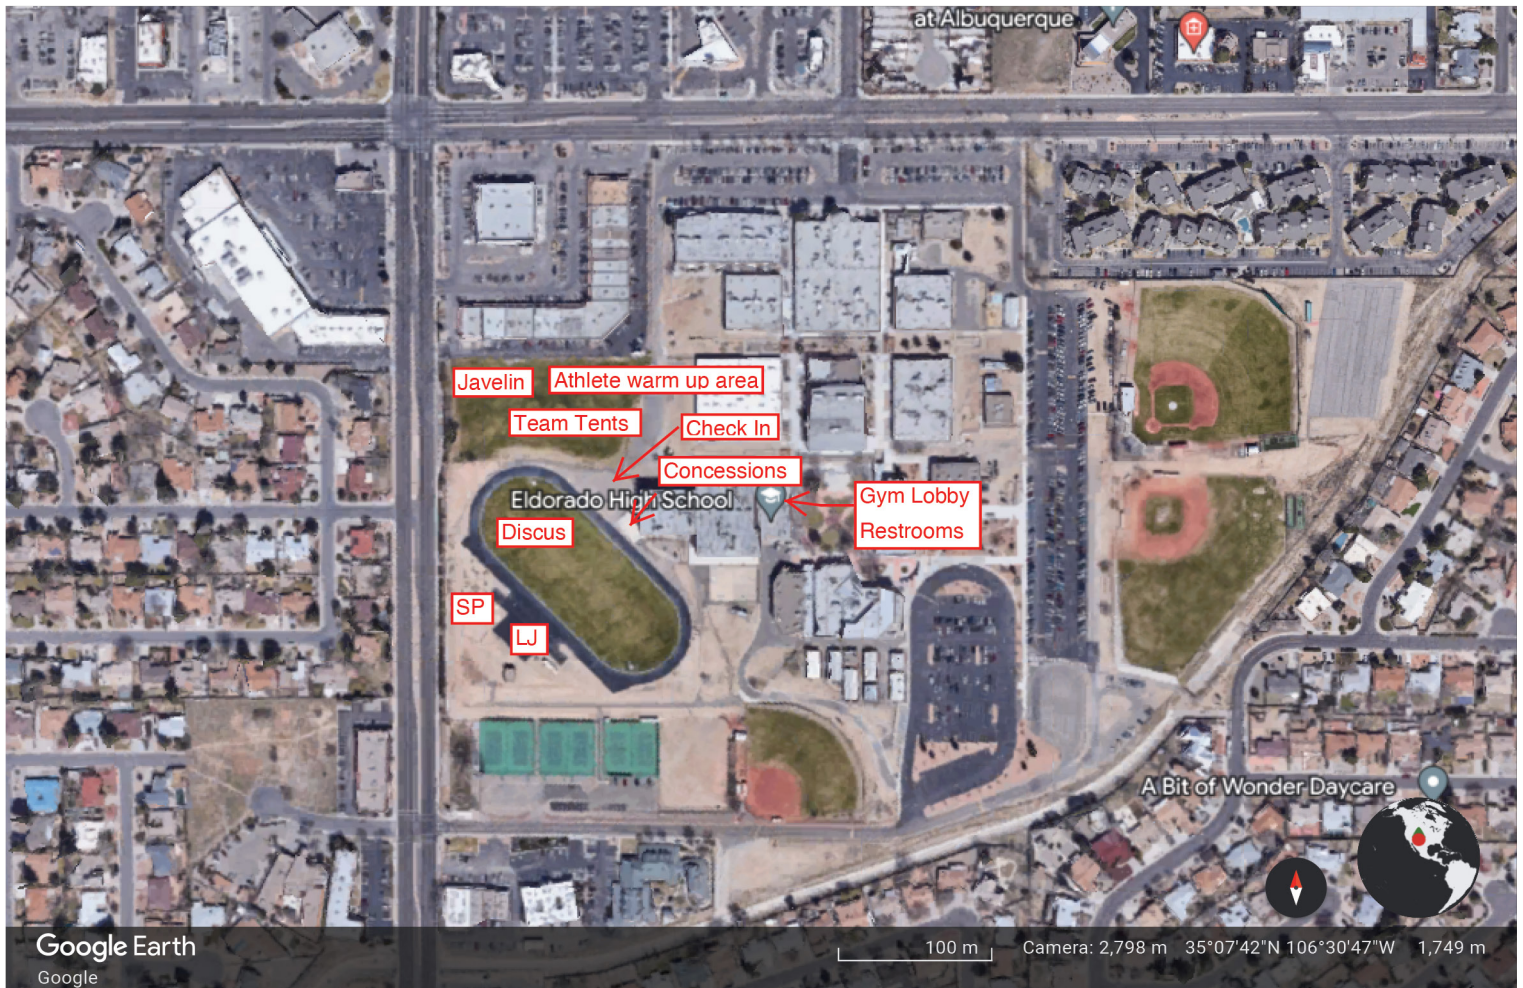 at Albuquerque
Javelin
Athlete warm up area
Team Tents
Check In
Concessions
Eldorado High School
Gym Lobby
Restrooms
Discus
SP
LJ
A Bit of Wonder Daycare
Google Earth
Google
100 m
Camera: 2,798 m 35°07'42"N 106°30'47"W 1,749 m